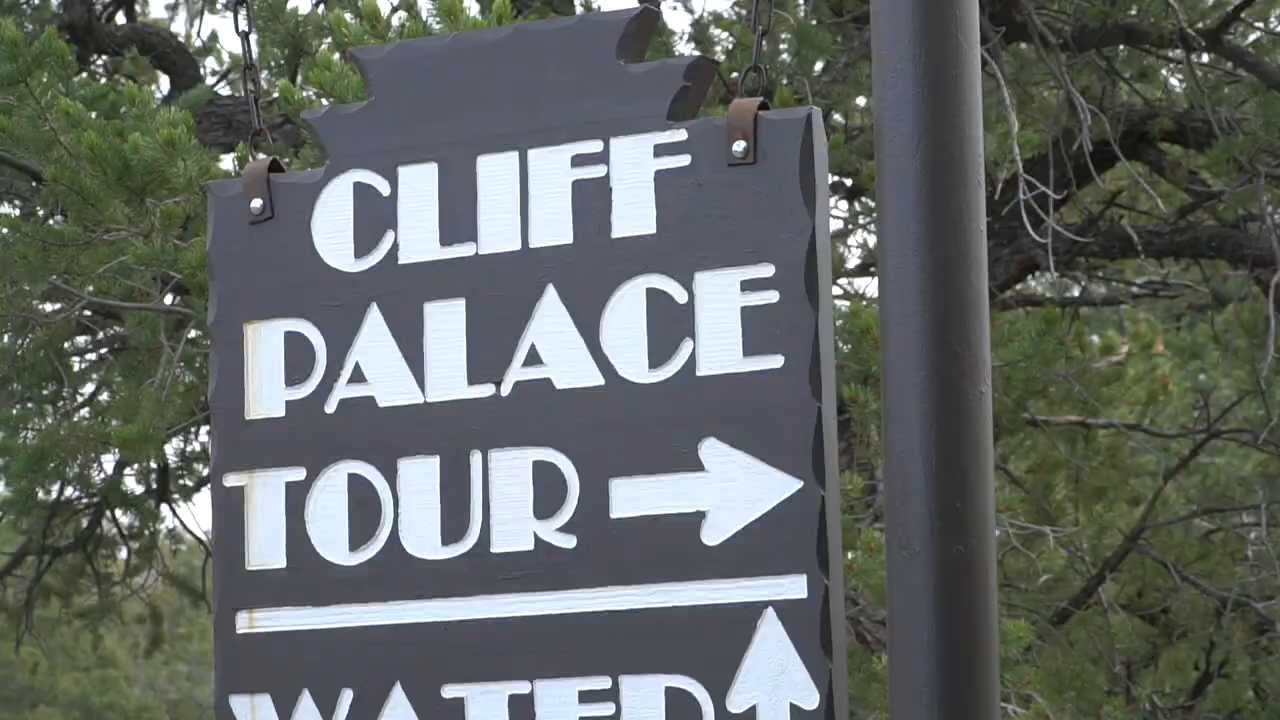 CLIFF
PALACE
TOUR →
WATER ↑